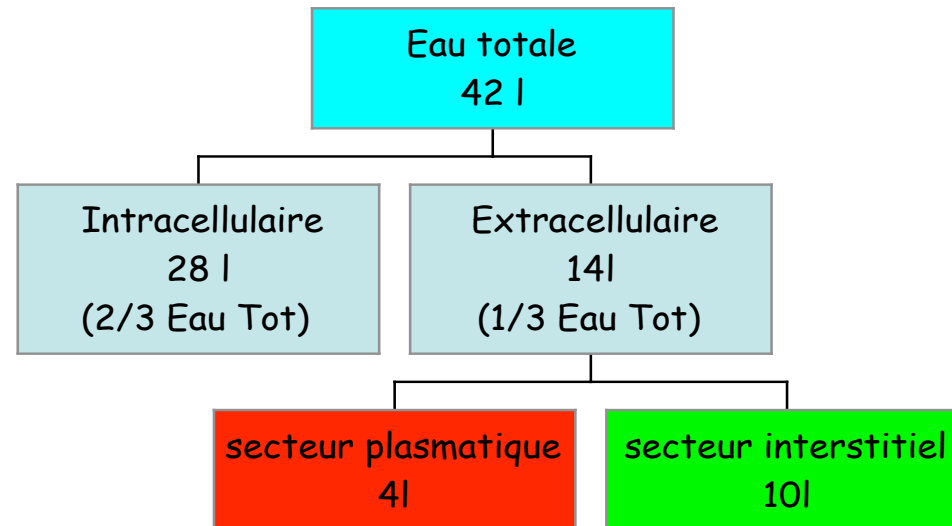 Eau totale
42 l
Intracellulaire
28 l
(2/3 Eau Tot)
Extracellulaire
14l
(1/3 Eau Tot)
secteur plasmatique
4l
secteur interstitiel
10l